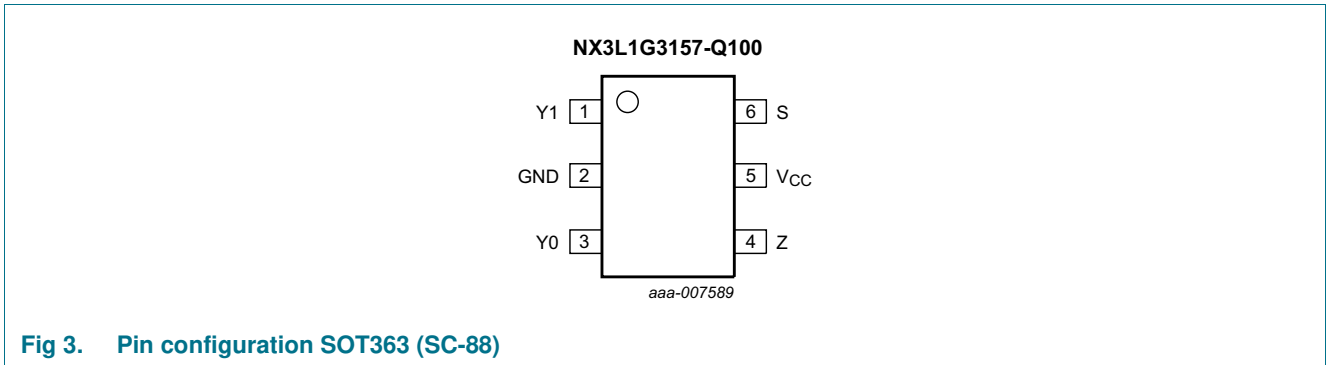 NX3L1G3157-Q100
Y1 1 6 S
GND 2 5 VCC
Y0 3 4 Z
aaa-007589
Fig 3. Pin configuration SOT363 (SC-88)